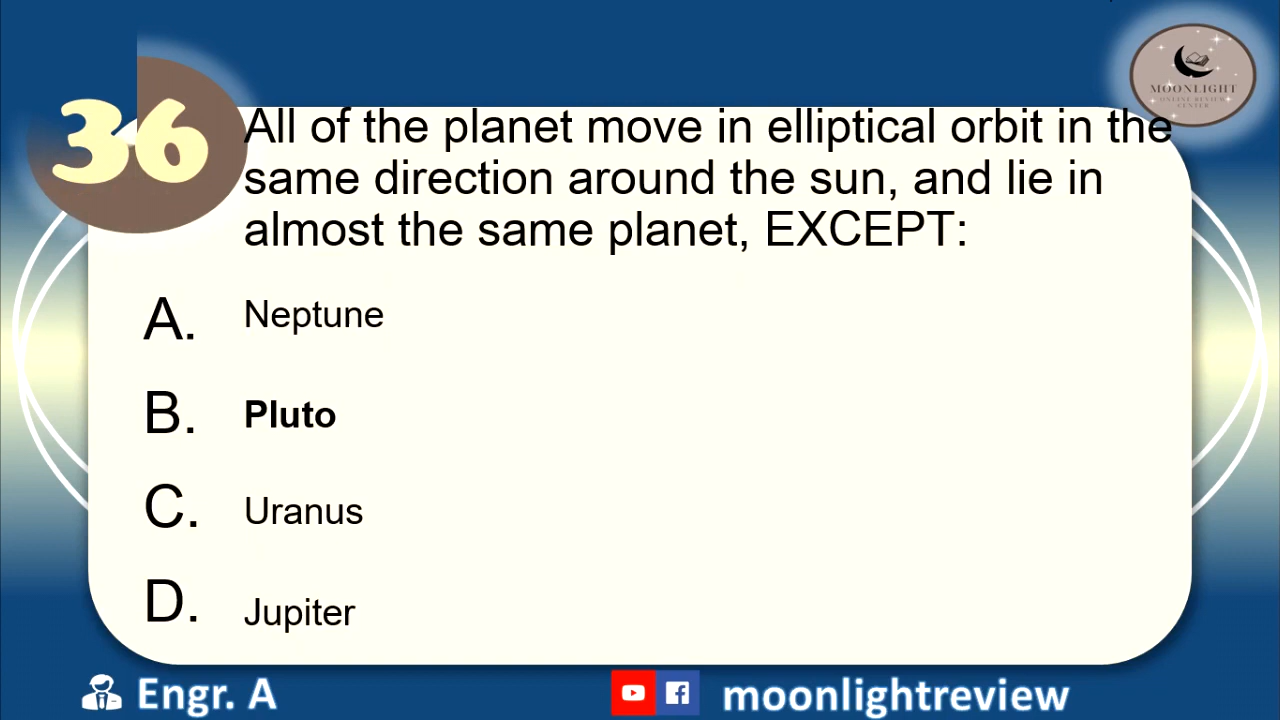 MOONLIGHT
ONLINE REVIEW
CENTER
36
All of the planet move in elliptical orbit in the
same direction around the sun, and lie in
almost the same planet, EXCEPT:
A. Neptune
B. Pluto
C. Uranus
D. Jupiter
Engr. A
moonlightreview